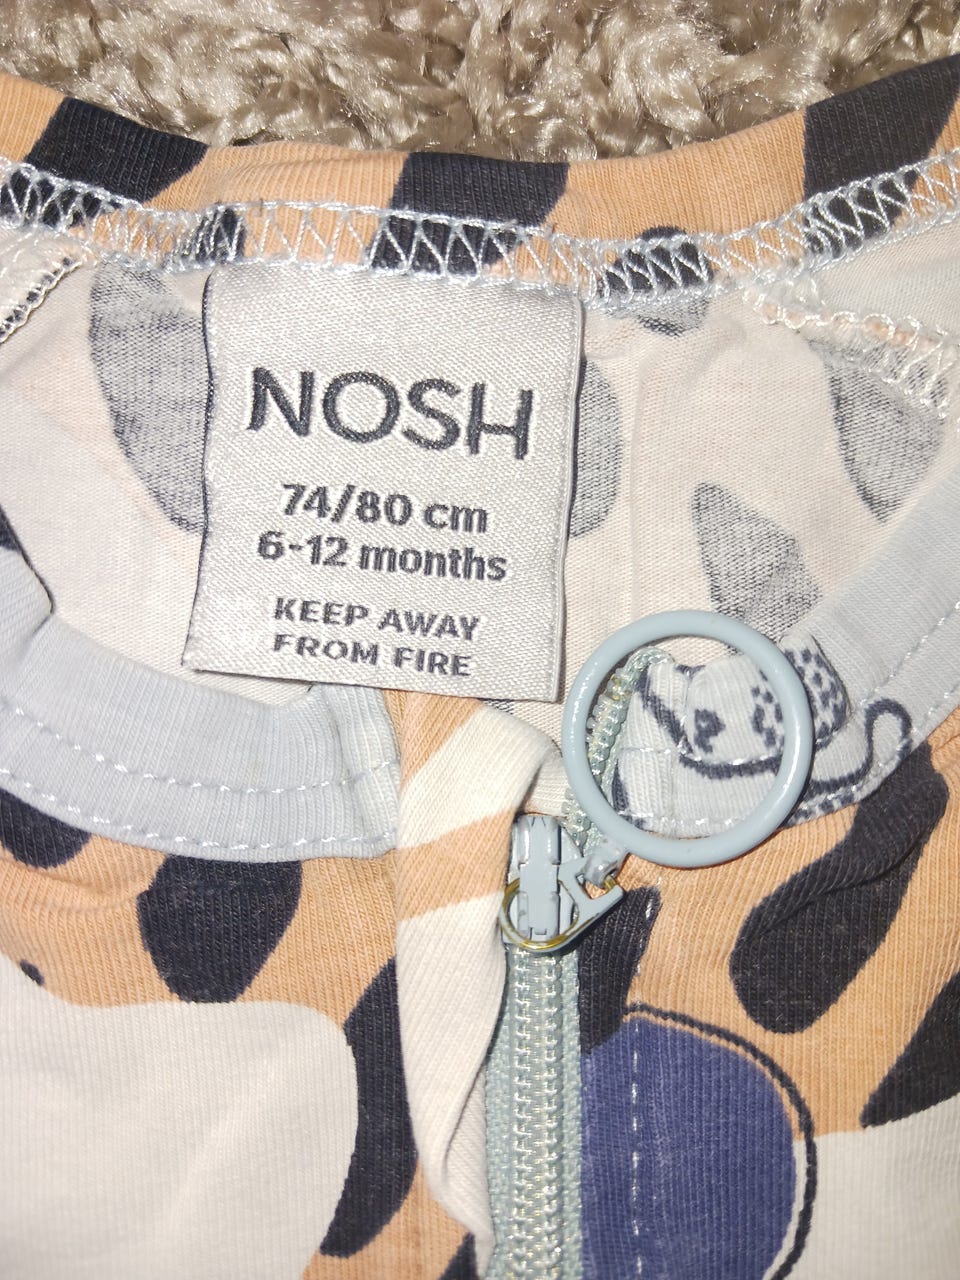 NOSH
74/80 cm
6-12 months
KEEP AWAY
FROM FIRE